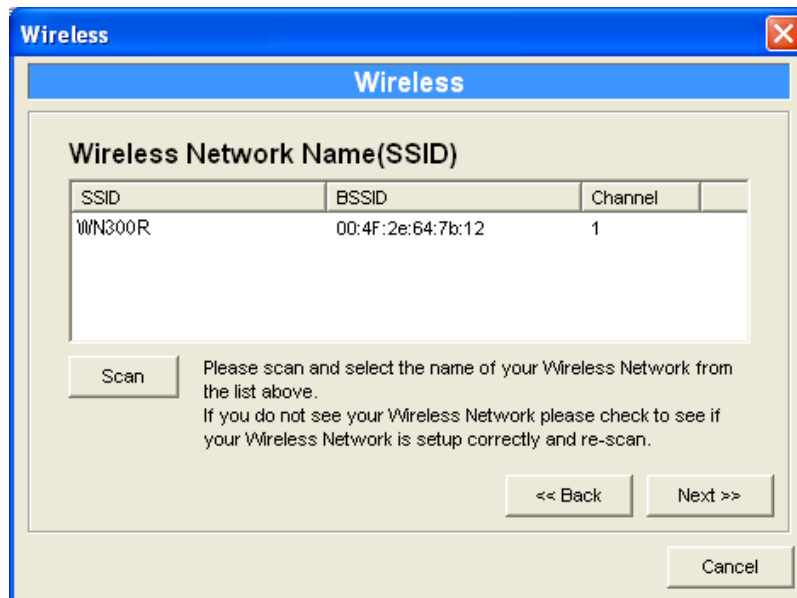 Wireless
Wireless
Wireless Network Name(SSID)
SSID BSSID Channel
WN300R 00:4F:2e:64:7b:12 1
Scan
Please scan and select the name of your Wireless Network from
the list above.
If you do not see your Wireless Network please check to see if
your Wireless Network is setup correctly and re-scan.
<< Back Next >>
Cancel